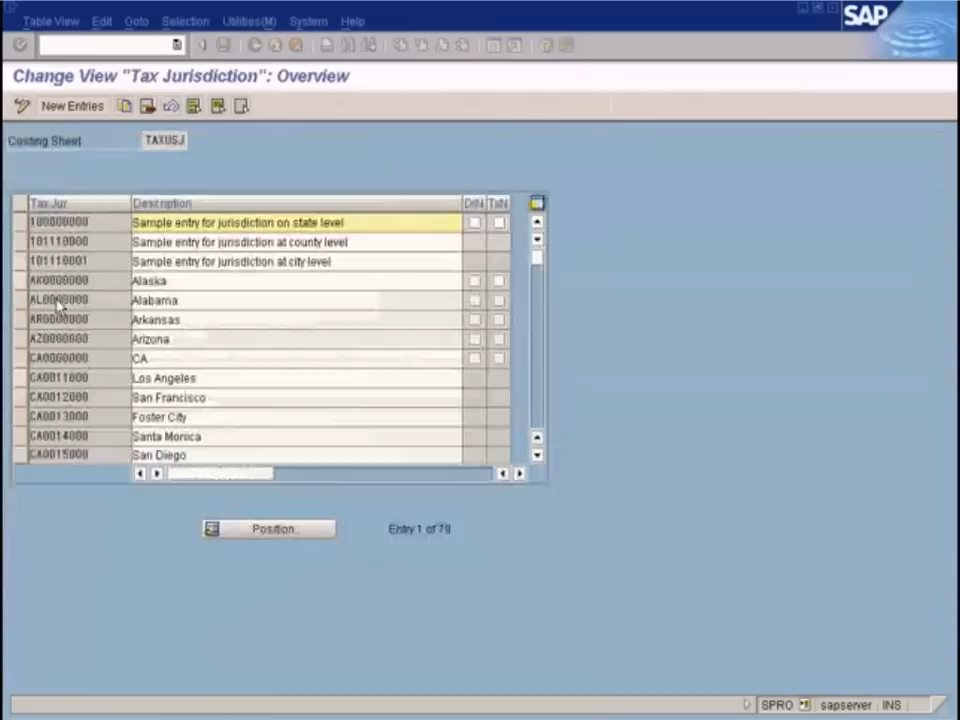 Table View Edit Goto Selection Utilities(M) System Help
SAP
Change View "Tax Jurisdiction": Overview
New Entries
Costing Sheet TAXUSJ
Tax.Jur Description DiN TxN
100000000 Sample entry for jurisdiction on state level
101110000 Sample entry for jurisdiction at county level
101110001 Sample entry for jurisdiction at city level
AK0000000 Alaska
AL0000000 Alabama
AR0000000 Arkansas
AZ0000000 Arizona
CA0000000 CA
CA0011000 Los Angeles
CA0012000 San Francisco
CA0013000 Foster City
CA0014000 Santa Monica
CA0015000 San Diego
Position... Entry 1 of 79
SPRO sapserver INS